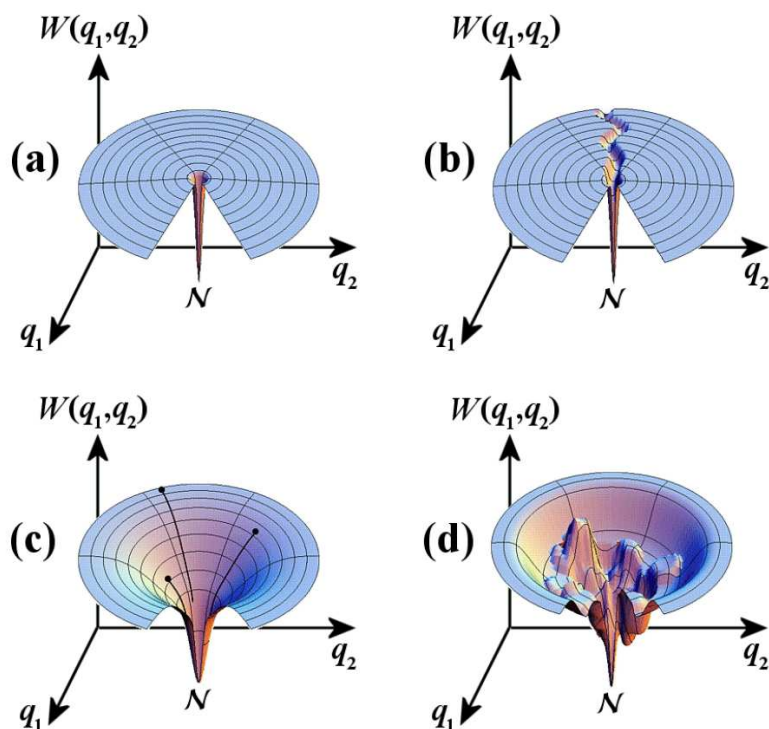 W(q₁,q₂)
(a)
q₂
N
q₁
W(q₁,q₂)
(b)
q₂
N
q₁
W(q₁,q₂)
(c)
q₂
N
q₁
W(q₁,q₂)
(d)
q₂
N
q₁